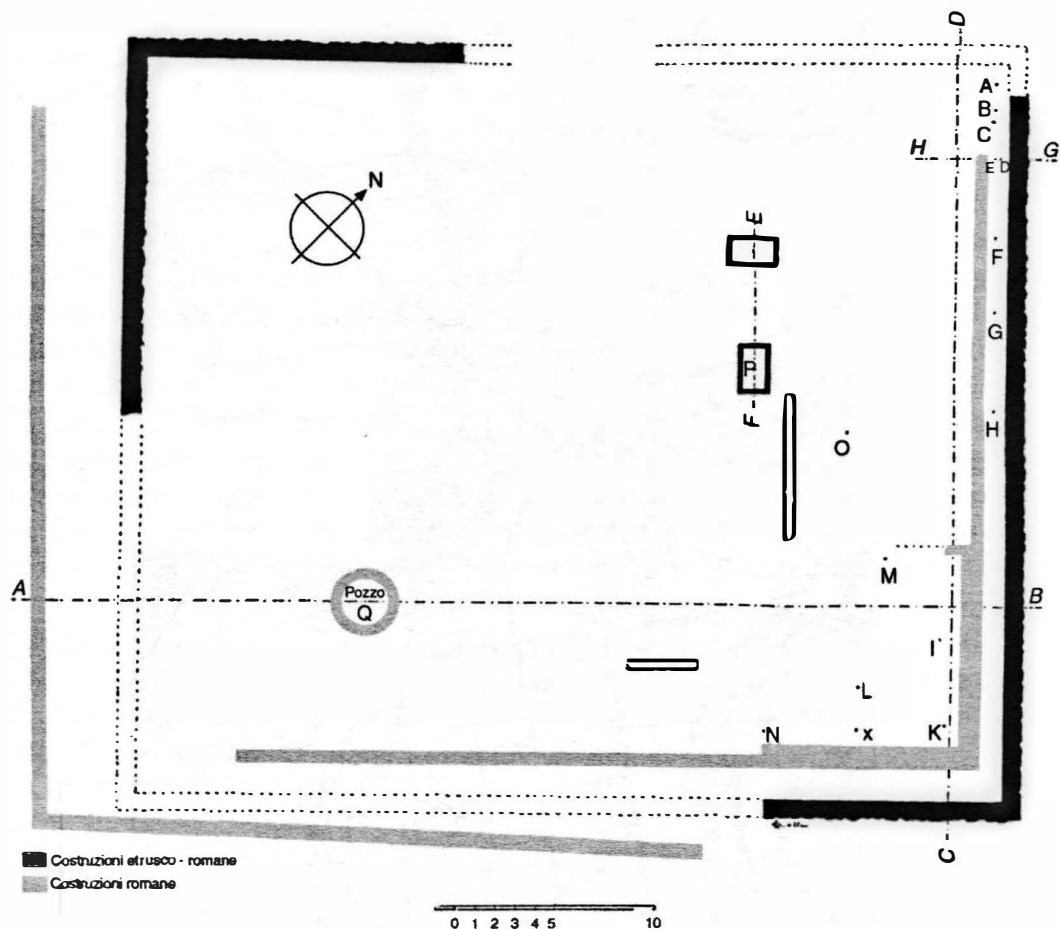 D
A
B
C
H
G
E D
N
E
F
G
P
F
H
O
M
A
Pozzo
Q
B
I
L
N
x
K
C
Costruzioni etrusco - romane
Costruzioni romane
0 1 2 3 4 5 10